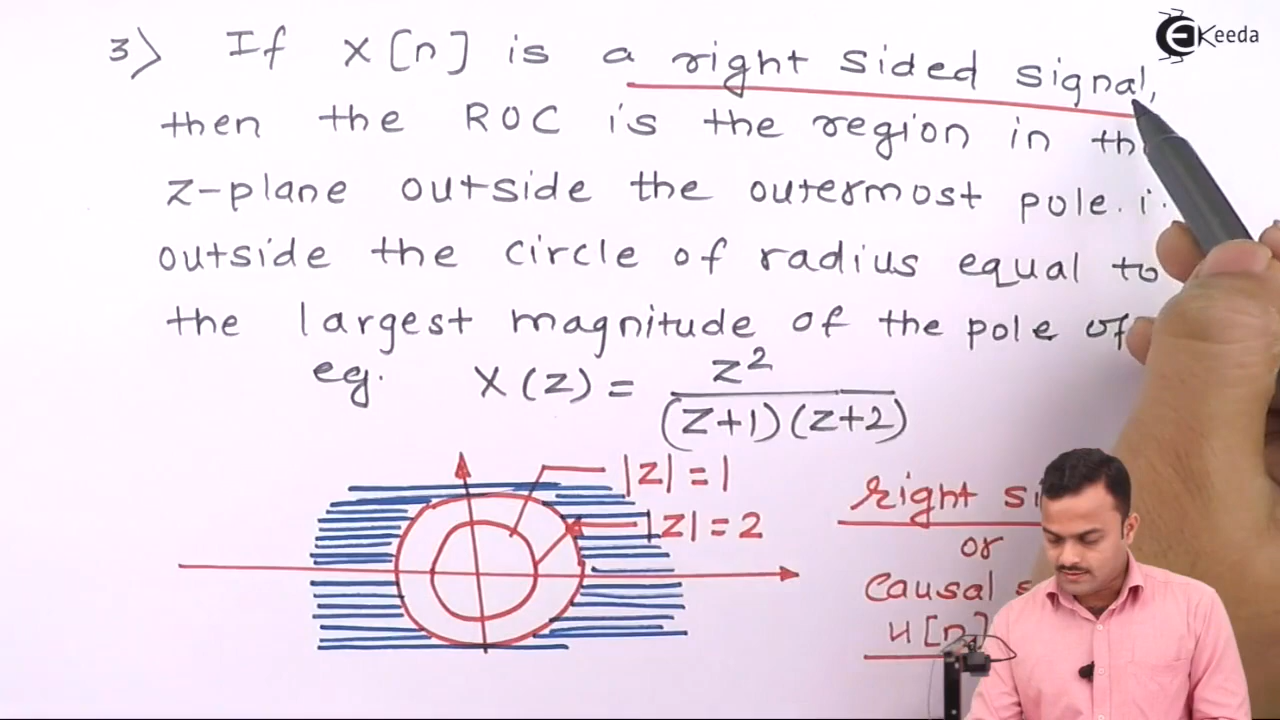 EKeeda
3) If x[n] is a right sided signal,
then the ROC is the region in
z-plane outside the outermost pole.
outside the circle of radius equal to
the largest magnitude of the pole of
eg. X(z) = z²
(z+1)(z+2)
|z| = 1
|z| = 2
right
or
causal
u[n]